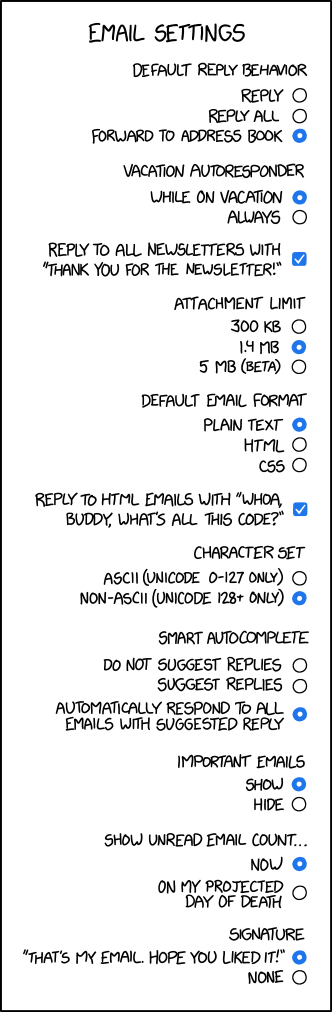 EMAIL SETTINGS
DEFAULT REPLY BEHAVIOR
REPLY
REPLY ALL
FORWARD TO ADDRESS BOOK
VACATION AUTORESPONDER
WHILE ON VACATION
ALWAYS
REPLY TO ALL NEWSLETTERS WITH
"THANK YOU FOR THE NEWSLETTER!"
ATTACHMENT LIMIT
300 KB
1.4 MB
5 MB (BETA)
DEFAULT EMAIL FORMAT
PLAIN TEXT
HTML
CSS
REPLY TO HTML EMAILS WITH "WHOA,
BUDDY, WHAT'S ALL THIS CODE?"
CHARACTER SET
ASCII (UNICODE 0-127 ONLY)
NON-ASCII (UNICODE 128+ ONLY)
SMART AUTOCOMPLETE
DO NOT SUGGEST REPLIES
SUGGEST REPLIES
AUTOMATICALLY RESPOND TO ALL
EMAILS WITH SUGGESTED REPLY
IMPORTANT EMAILS
SHOW
HIDE
SHOW UNREAD EMAIL COUNT...
NOW
ON MY PROJECTED
DAY OF DEATH
SIGNATURE
"THAT'S MY EMAIL. HOPE YOU LIKED IT!"
NONE